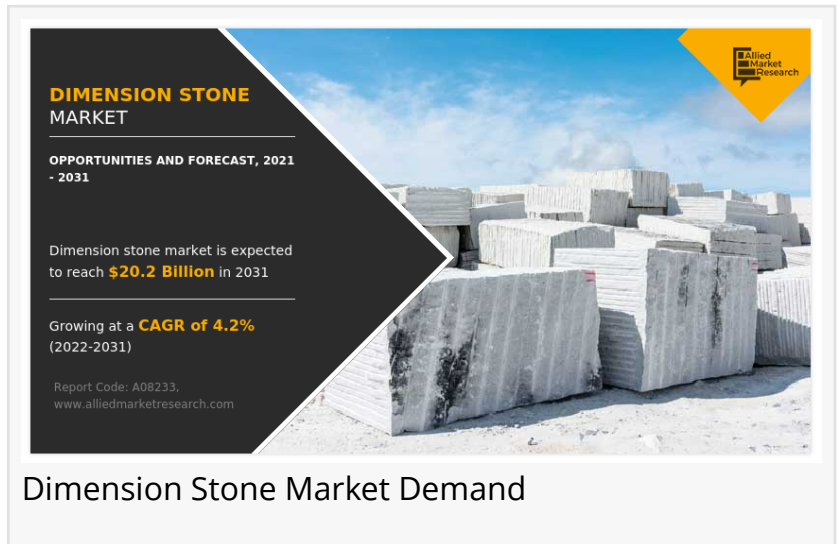 DIMENSION STONE
MARKET
OPPORTUNITIES AND FORECAST, 2021
- 2031
Dimension stone market is expected
to reach $20.2 Billion in 2031
Growing at a CAGR of 4.2%
(2022-2031)
Report Code: A08233,
www.alliedmarketresearch.com
Allied
Market
Research
Dimension Stone Market Demand